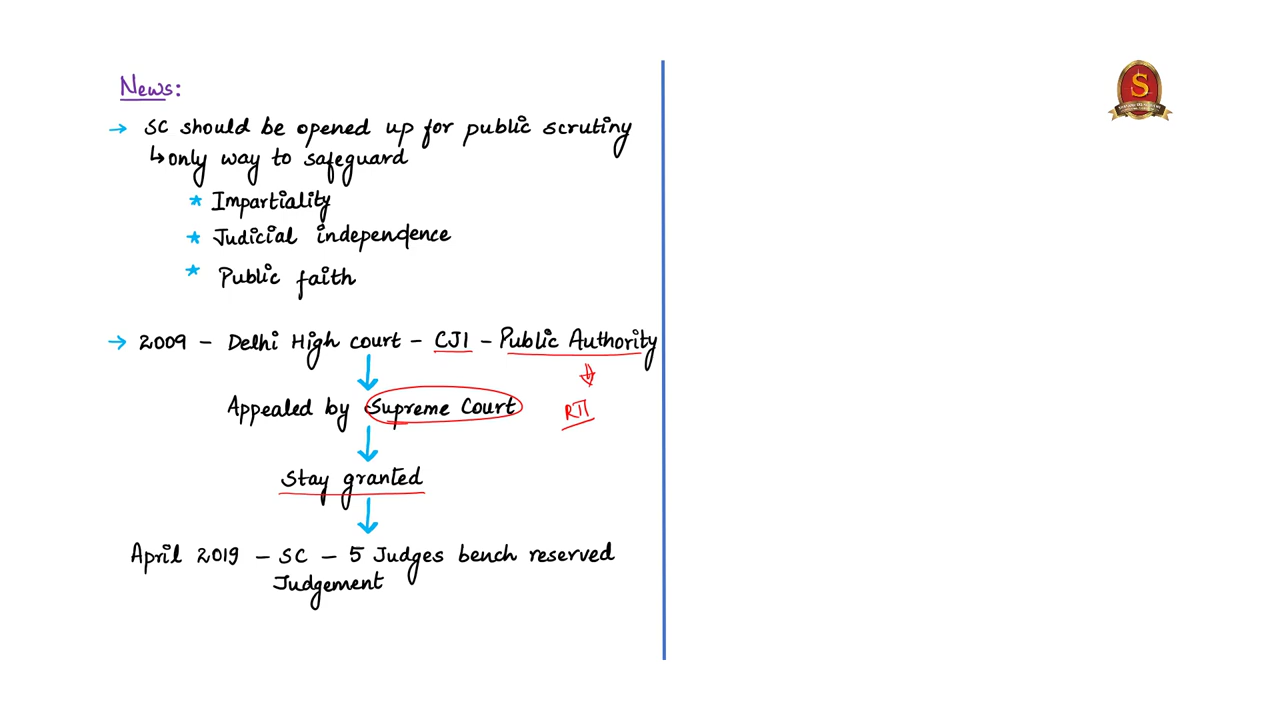 News:
→ SC should be opened up for public scrutiny
↳ only way to safeguard
* Impartiality
* Judicial independence
* Public faith
→ 2009 – Delhi High court – CJI – Public Authority
Appealed by Supreme Court
RTI
Stay granted
April 2019 – SC – 5 Judges bench reserved
Judgement
S